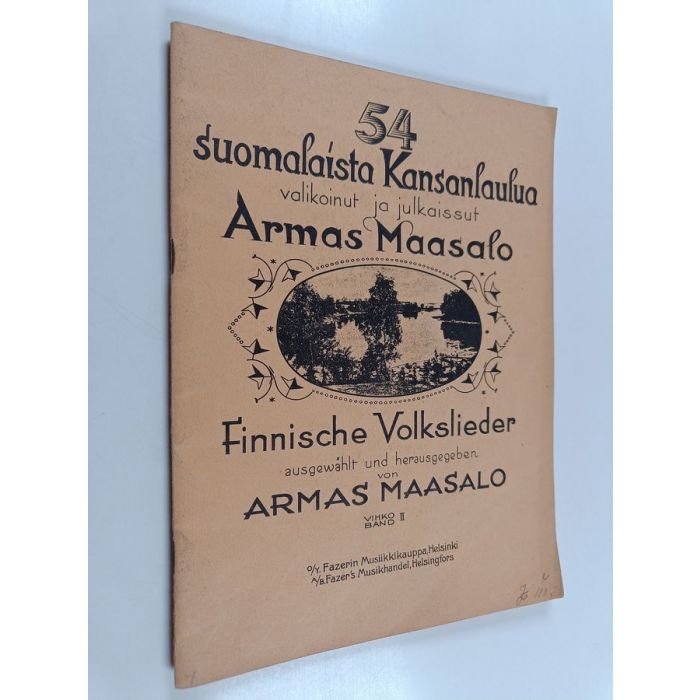 54
Suomalaista Kansanlaulua
valikoinut ja julkaissut
Armas Maasalo
Finnische Volkslieder
ausgewählt und herausgegeben
von
ARMAS MAASALO
VIHKO
BAND II
O/Y. Fazerin Musiikkikauppa, Helsinki
A/B. Fazer's Musikhandel, Helsingfors